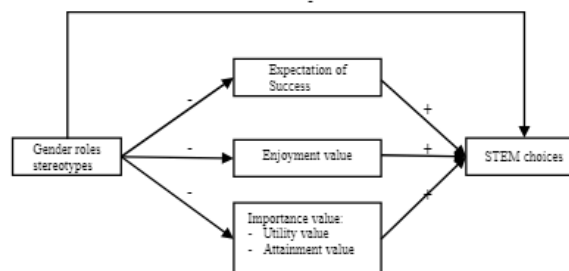 -
Expectation of
Success
-
+
Gender roles
stereotypes
-
Enjoyment value
+
STEM choices
-
+
Importance value:
- Utility value
- Attainment value